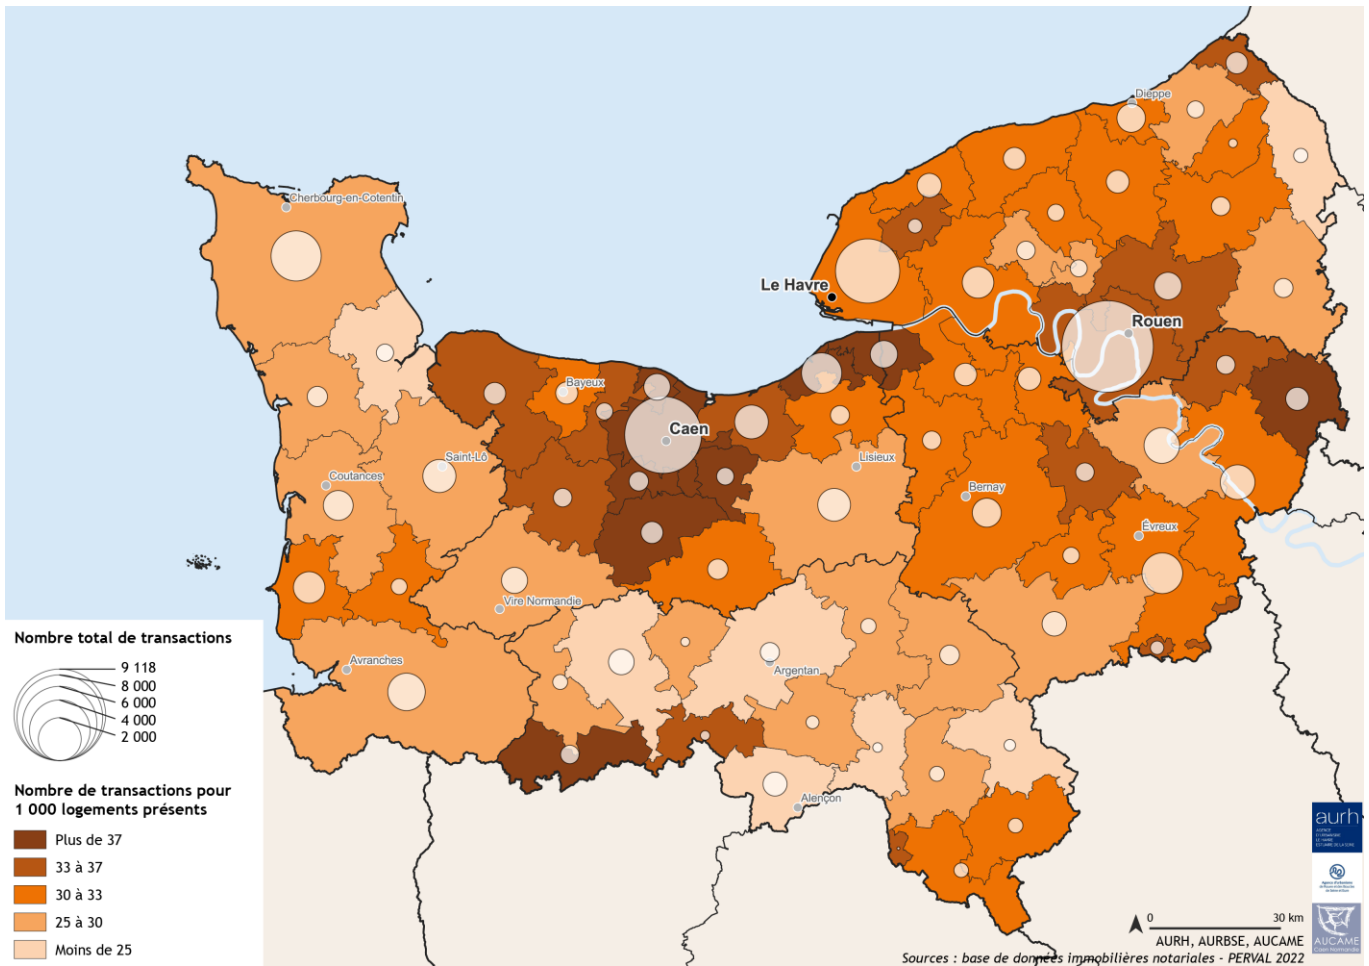 Dieppe
Cherbourg-en-Cotentin
Le Havre
Rouen
Bayeux
Caen
Saint-Lô
Lisieux
Coutances
Bernay
Évreux
Vire Normandie
Avranches
Argentan
Alençon
Nombre total de transactions
9 118
8 000
6 000
4 000
2 000
Nombre de transactions pour
1 000 logements présents
Plus de 37
33 à 37
30 à 33
25 à 30
Moins de 25
aurh
AUCAME
Caen Normandie
0 30 km
AURH, AURBSE, AUCAME
Sources : base de données immobilières notariales - PERVAL 2022